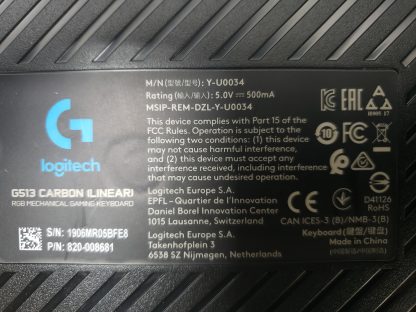 M/N (型號/型号): Y-U0034
Rating (输入/輸入): 5.0V ⎓ 500mA
MSIP-REM-DZL-Y-U0034
This device complies with Part 15 of the
FCC Rules. Operation is subject to the
following two conditions: (1) this device
may not cause harmful interference,
and (2) this device must accept any
interference received, including interference
that may cause undesired operation.
Logitech Europe S.A.
EPFL - Quartier de l'Innovation
Daniel Borel Innovation Center
1015 Lausanne, Switzerland
Logitech Europe S.A.
Takenhofplein 3
6538 SZ Nijmegen, Netherlands
G
logitech
G513 CARBON (LINEAR)
RGB MECHANICAL GAMING KEYBOARD
S/N: 1906MR05BFE8
P/N: 820-008681
EAC
10
FC
CE
D41126
RoHS
CAN ICES-3 (B)/NMB-3(B)
Keyboard (鍵盤/键盘)
Made in China